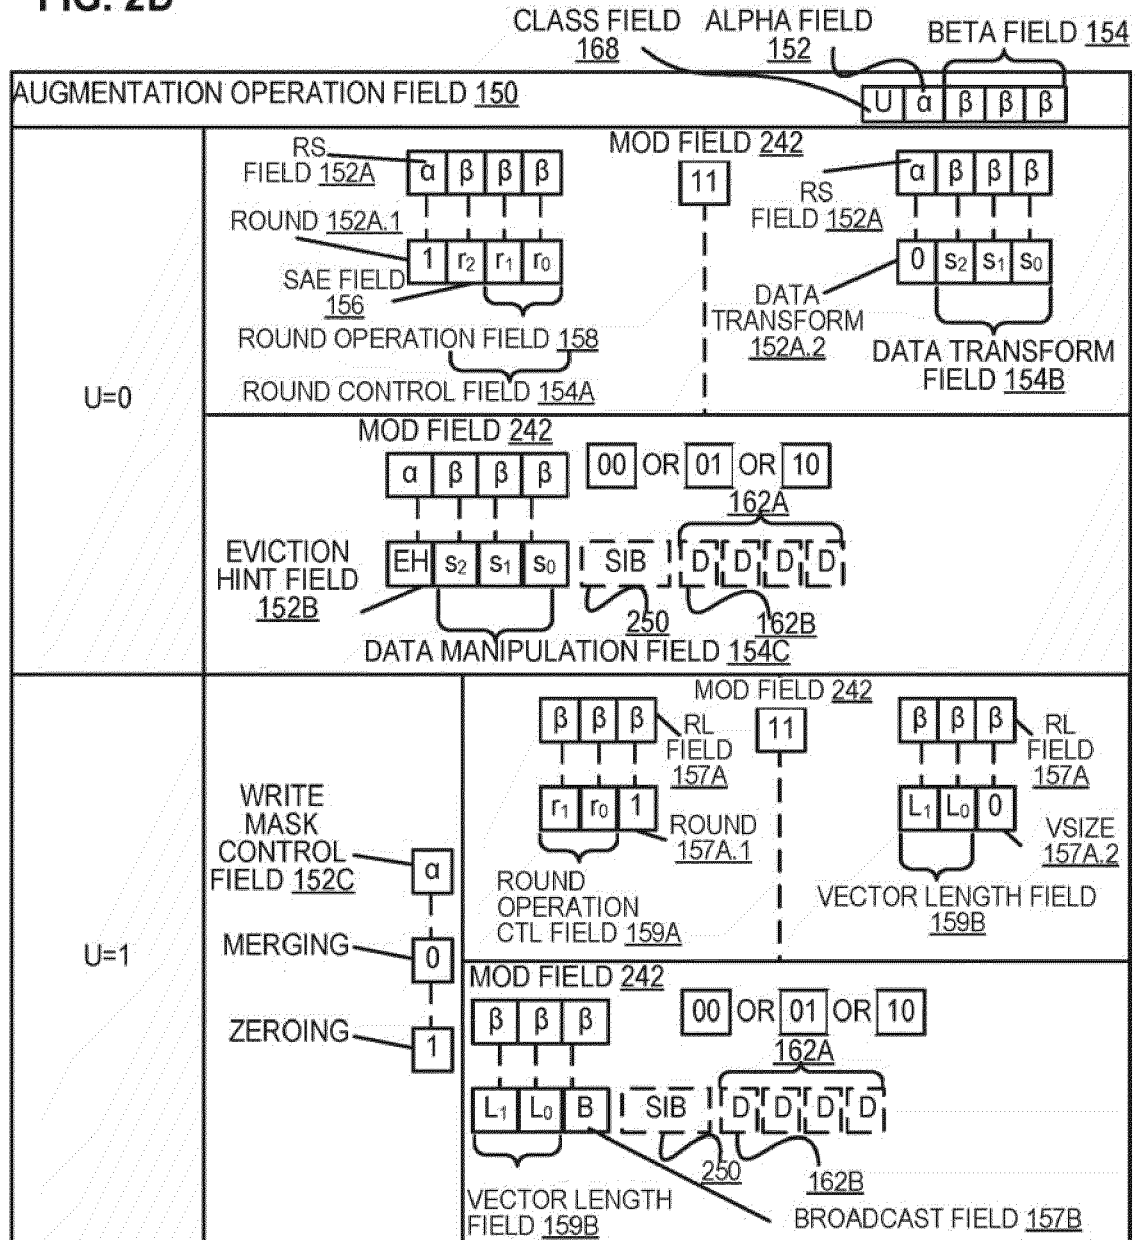 FIG. 2D
CLASS FIELD 168
ALPHA FIELD 152
BETA FIELD 154
AUGMENTATION OPERATION FIELD 150
U α β β β
U=0
MOD FIELD 242
11
RS FIELD 152A
α β β β
ROUND 152A.1
1 r2 r1 r0
SAE FIELD 156
ROUND OPERATION FIELD 158
ROUND CONTROL FIELD 154A
α β β β
RS FIELD 152A
0 s2 s1 s0
DATA TRANSFORM 152A.2
DATA TRANSFORM FIELD 154B
MOD FIELD 242
α β β β
00 OR 01 OR 10
162A
EVICTION HINT FIELD 152B
EH s2 s1 s0 SIB D D D D
250
162B
DATA MANIPULATION FIELD 154C
U=1
WRITE MASK CONTROL FIELD 152C
α
MERGING
0
ZEROING
1
MOD FIELD 242
11
β β β
RL FIELD 157A
r1 r0 1
ROUND 157A.1
ROUND OPERATION CTL FIELD 159A
β β β
RL FIELD 157A
L1 L0 0
VSIZE 157A.2
VECTOR LENGTH FIELD 159B
MOD FIELD 242
β β β
00 OR 01 OR 10
162A
L1 L0 B SIB D D D D
250
162B
VECTOR LENGTH FIELD 159B
BROADCAST FIELD 157B